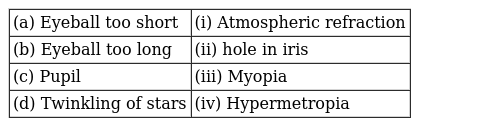 (a) Eyeball too short (i) Atmospheric refraction
(b) Eyeball too long (ii) hole in iris
(c) Pupil (iii) Myopia
(d) Twinkling of stars (iv) Hypermetropia